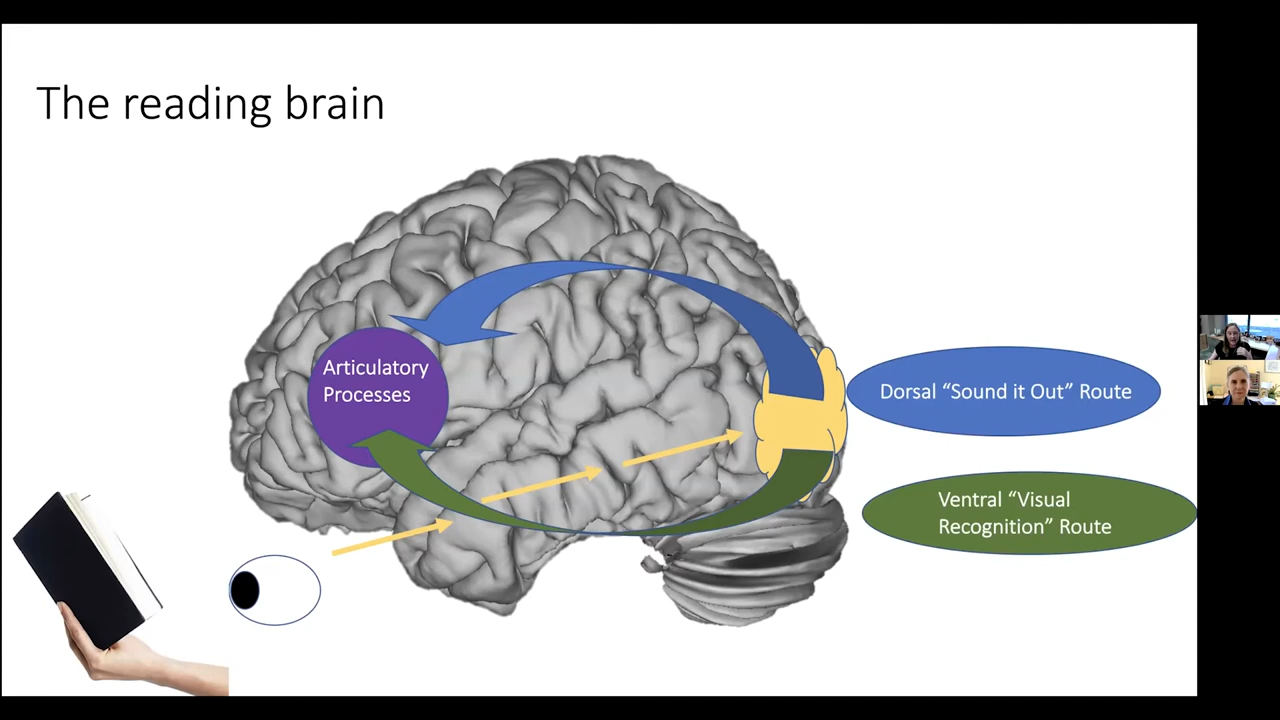 The reading brain
Articulatory
Processes
Dorsal “Sound it Out” Route
Ventral “Visual
Recognition” Route